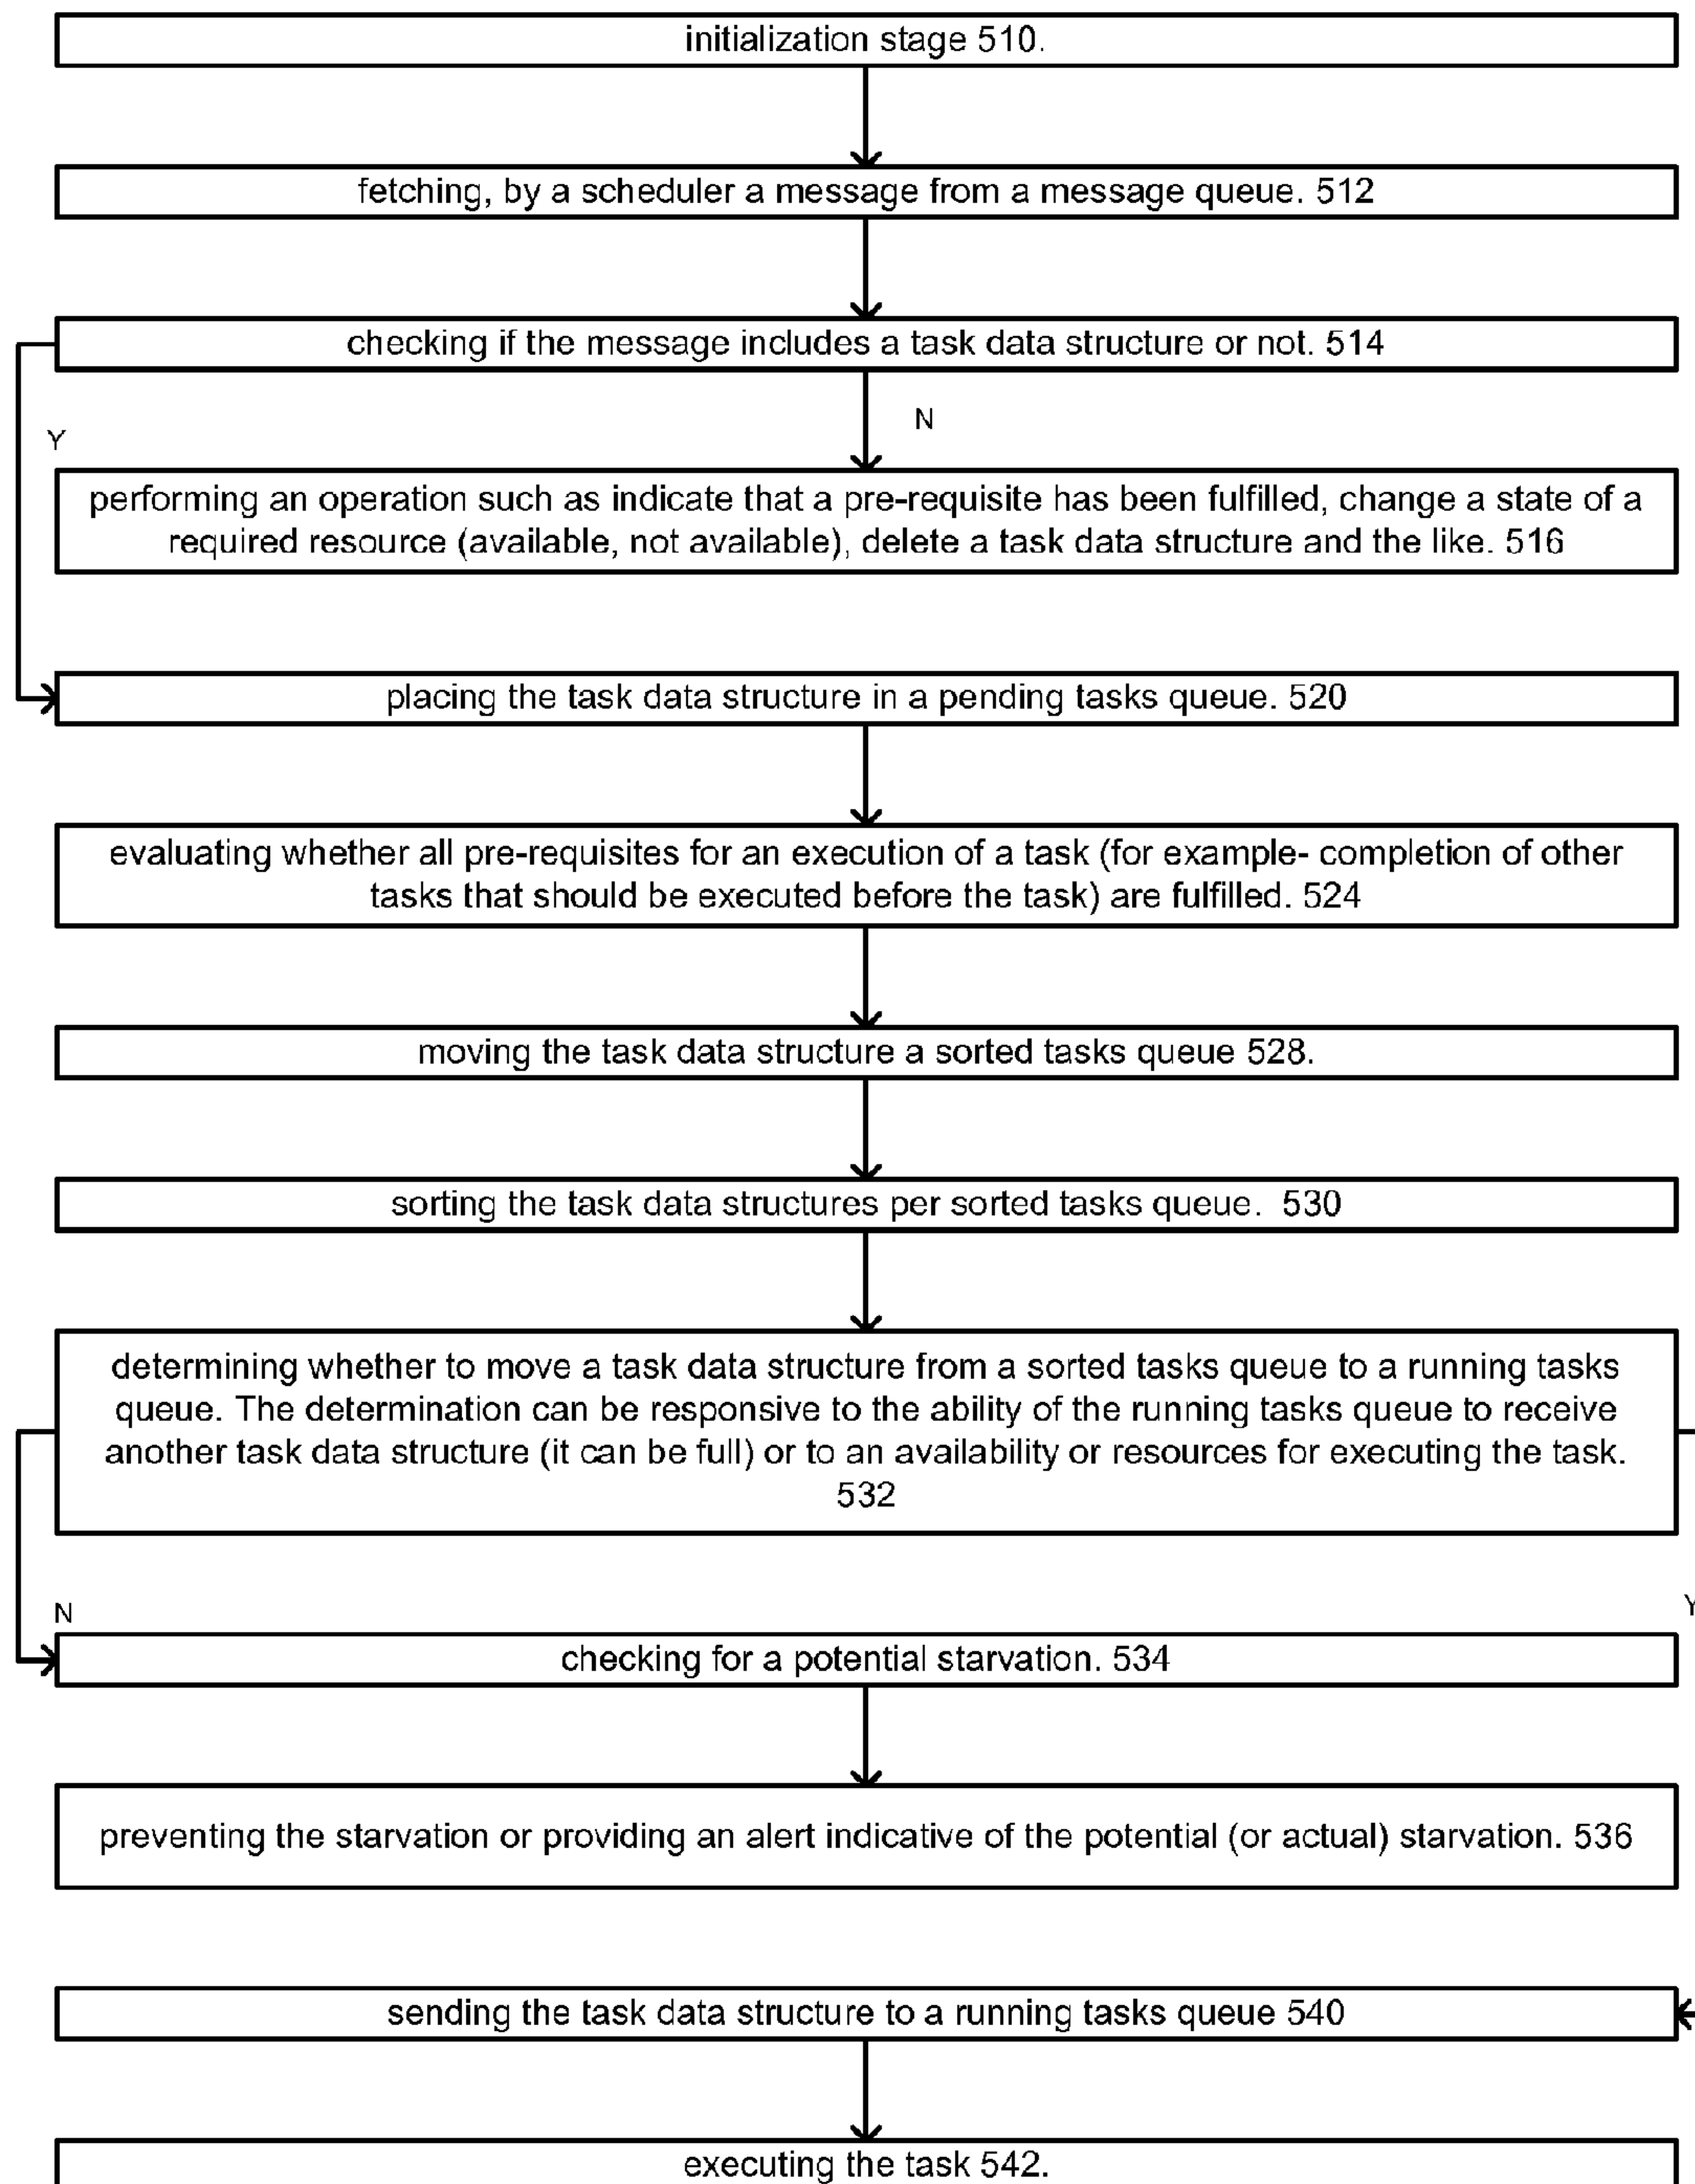 initialization stage 510.
fetching, by a scheduler a message from a message queue. 512
checking if the message includes a task data structure or not. 514
N
Y
performing an operation such as indicate that a pre-requisite has been fulfilled, change a state of a
required resource (available, not available), delete a task data structure and the like. 516
placing the task data structure in a pending tasks queue. 520
evaluating whether all pre-requisites for an execution of a task (for example- completion of other
tasks that should be executed before the task) are fulfilled. 524
moving the task data structure a sorted tasks queue 528.
sorting the task data structures per sorted tasks queue. 530
determining whether to move a task data structure from a sorted tasks queue to a running tasks
queue. The determination can be responsive to the ability of the running tasks queue to receive
another task data structure (it can be full) or to an availability or resources for executing the task.
532
N
Y
checking for a potential starvation. 534
preventing the starvation or providing an alert indicative of the potential (or actual) starvation. 536
sending the task data structure to a running tasks queue 540
executing the task 542.